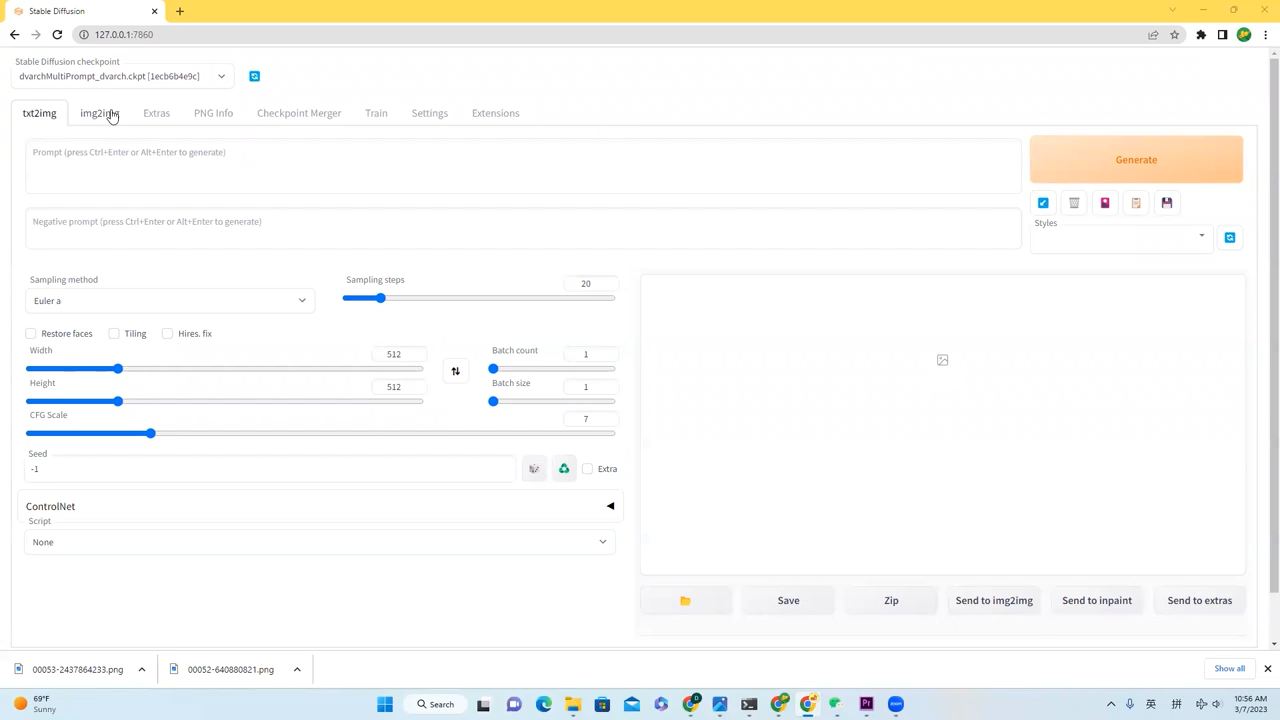 Stable Diffusion
127.0.0.1:7860
Stable Diffusion checkpoint
dvarchMultiPrompt_dvarch.ckpt [1ecb6b4e9c]
txt2img
img2img
Extras
PNG Info
Checkpoint Merger
Train
Settings
Extensions
Prompt (press Ctrl+Enter or Alt+Enter to generate)
Generate
Negative prompt (press Ctrl+Enter or Alt+Enter to generate)
Styles
Sampling method
Euler a
Sampling steps
20
Restore faces
Tiling
Hires. fix
Width
512
Batch count
1
Height
512
Batch size
1
CFG Scale
7
Seed
-1
Extra
ControlNet
Script
None
Save
Zip
Send to img2img
Send to inpaint
Send to extras
00053-2437864233.png
00052-640880821.png
Show all
69°F
Sunny
Search
英
拼
10:56 AM
3/7/2023